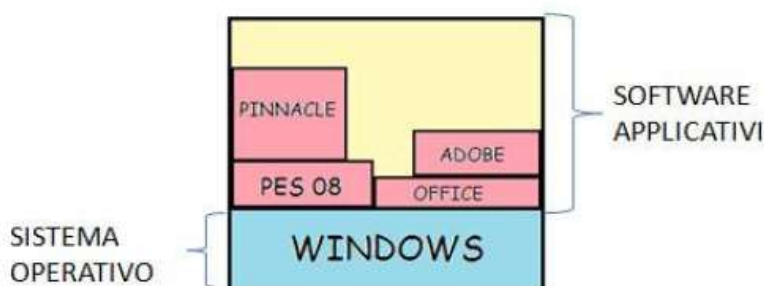 PINNACLE
SOFTWARE
APPLICATIVI
ADOBE
PES 08
OFFICE
SISTEMA
OPERATIVO
WINDOWS